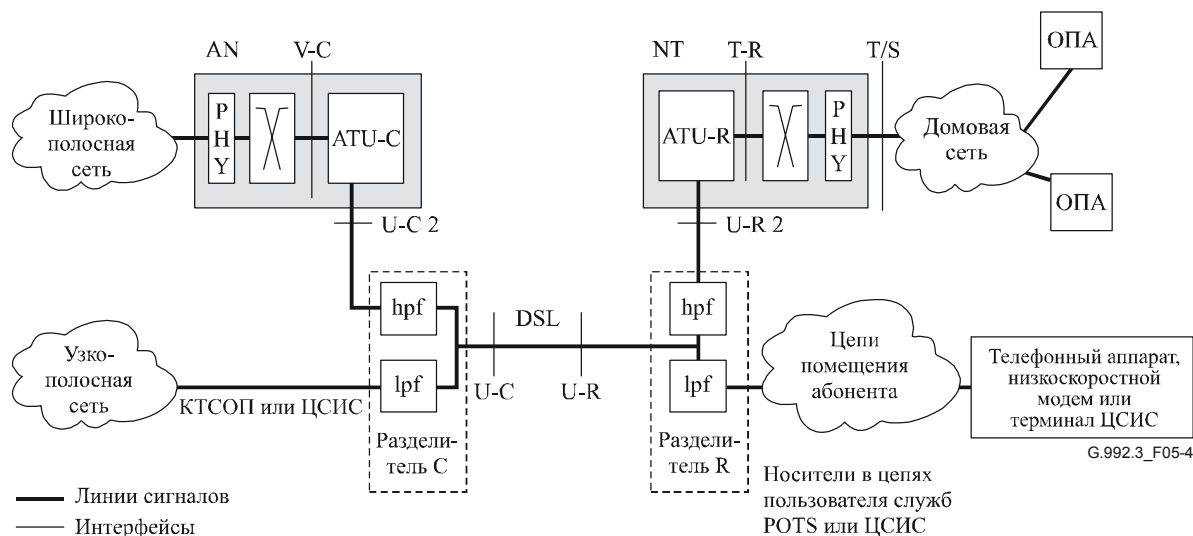 AN
V-C
NT
T-R
T/S
ОПА
Широко-
полосная
сеть
P
H
Y
ATU-C
ATU-R
P
H
Y
Домовая
сеть
ОПА
U-C 2
U-R 2
hpf
DSL
hpf
Узко-
полосная
сеть
КТСОП или ЦСИС
lpf
U-C
U-R
lpf
Цепи
помещения
абонента
Телефонный аппарат,
низкоскоростной
модем или
терминал ЦСИС
G.992.3_F05-4
Раздели-
тель C
Раздели-
тель R
Носители в цепях
пользователя служб
POTS или ЦСИС
Линии сигналов
Интерфейсы